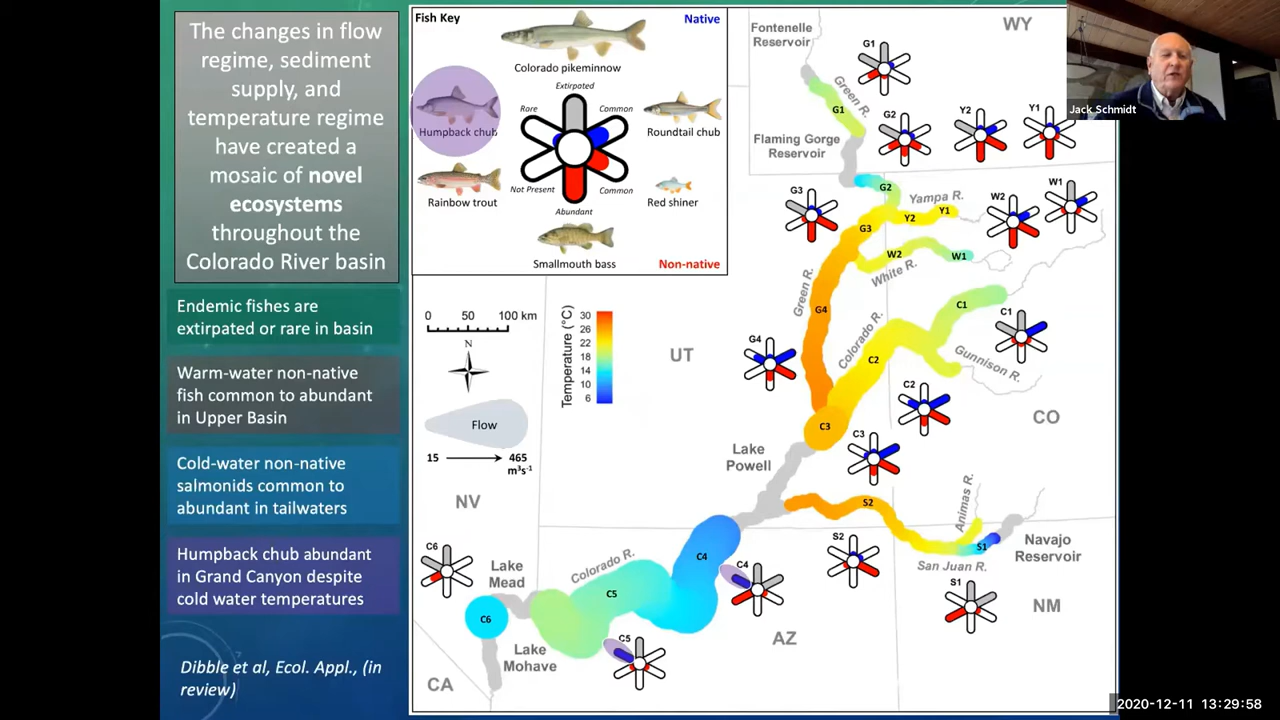 The changes in flow
regime, sediment
supply, and
temperature regime
have created a
mosaic of novel
ecosystems
throughout the
Colorado River basin
Endemic fishes are
extirpated or rare in basin
Warm-water non-native
fish common to abundant
in Upper Basin
Cold-water non-native
salmonids common to
abundant in tailwaters
Humpback chub abundant
in Grand Canyon despite
cold water temperatures
Dibble et al, Ecol. Appl., (in
review)
Fish Key
Native
Colorado pikeminnow
Extirpated
Rare
Common
Humpback chub
Roundtail chub
Rainbow trout
Not Present
Common
Red shiner
Abundant
Smallmouth bass
Non-native
0 50 100 km
N
Flow
15 465
m³s⁻¹
Temperature (°C)
30
26
22
18
14
10
6
Fontenelle
Reservoir
WY
G1
Green R.
G1
Flaming Gorge
Reservoir
G2
Y2
Y1
G2
G3
Yampa R.
Y1
Y2
G3
W2
W1
W2
White R.
W1
Green R.
G4
C1
C1
UT
G4
Colorado R.
C2
Gunnison R.
C2
CO
C3
C3
Lake
Powell
NV
S2
Animas R.
S1
Navajo
Reservoir
San Juan R.
S2
S1
NM
C6
Lake
Mead
Colorado R.
C4
C4
C5
C6
AZ
Lake
Mohave
C5
CA
Jack Schmidt
2020-12-11 13:29:58